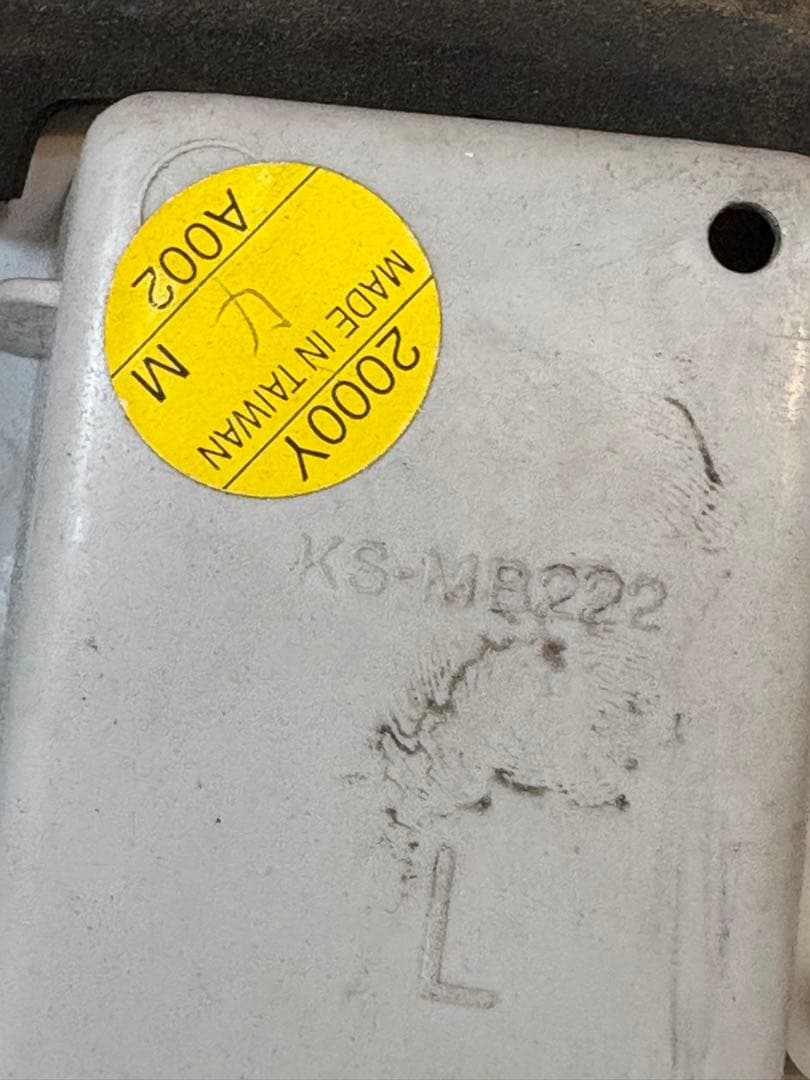 A002
M
MADE IN TAIWAN
2000Y
KS-MB222
L